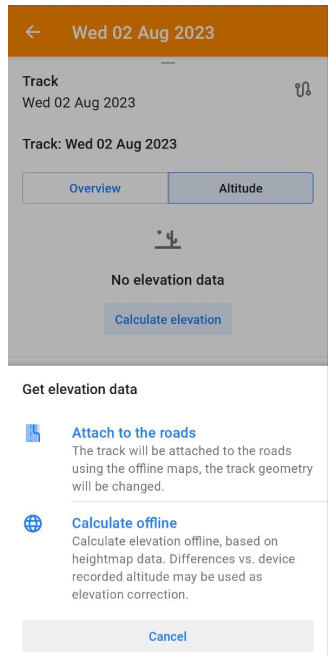 Wed 02 Aug 2023
Track
Wed 02 Aug 2023
Track: Wed 02 Aug 2023
Overview
Altitude
No elevation data
Calculate elevation
Get elevation data
Attach to the roads
The track will be attached to the roads
using the offline maps, the track geometry
will be changed.
Calculate offline
Calculate elevation offline, based on
heightmap data. Differences vs. device
recorded altitude may be used as
elevation correction.
Cancel